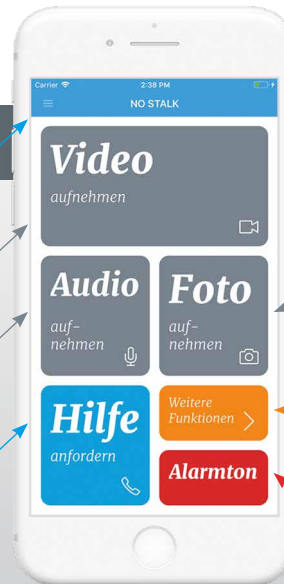 Carrier 2:38 PM
NO STALK
Video
aufnehmen
Audio
auf-
nehmen
Foto
auf-
nehmen
Hilfe
anfordern
Weitere
Funktionen
Alarmton